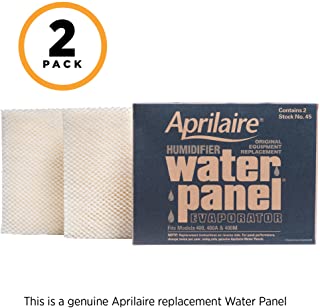 2
PACK
Contains 2
Stock No. 45
Aprilaire®
HUMIDIFIER
ORIGINAL
EQUIPMENT
REPLACEMENT
water
panel®
EVAPORATOR
Fits Models 400, 400A & 400M
This is a genuine Aprilaire replacement Water Panel